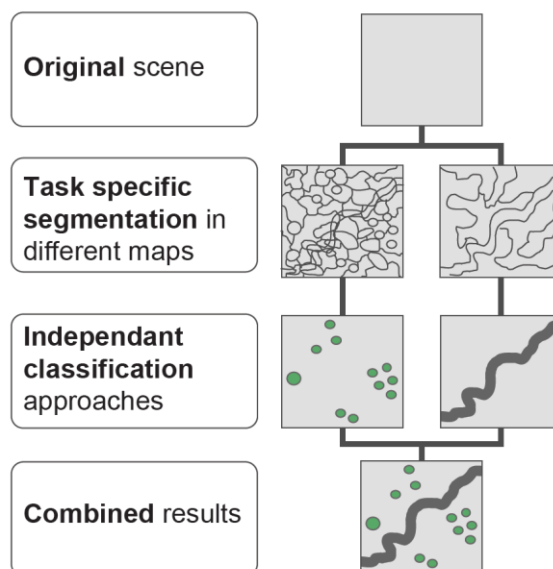 Original scene
Task specific
segmentation in
different maps
Independant
classification
approaches
Combined results